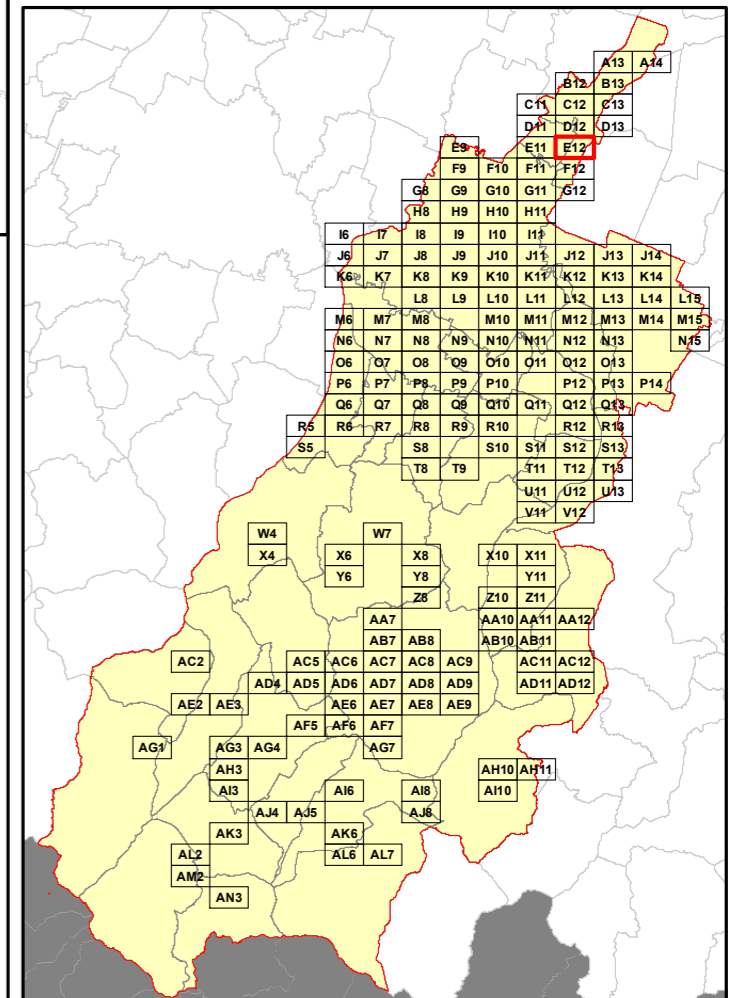 A13 A14
B12 B13
C11 C12 C13
D11 D12 D13
E9 E11 E12
F9 F10 F11 F12
G8 G9 G10 G11 G12
H8 H9 H10 H11
I6 I7 I8 I9 I10 I11
J6 J7 J8 J9 J10 J11 J12 J13 J14
K6 K7 K8 K9 K10 K11 K12 K13 K14
L8 L9 L10 L11 L12 L13 L14 L15
M6 M7 M8 M10 M11 M12 M13 M14 M15
N6 N7 N8 N9 N10 N11 N12 N13 N15
O6 O7 O8 O9 O10 O11 O12 O13
P6 P7 P8 P9 P10 P12 P13 P14
Q6 Q7 Q8 Q9 Q10 Q11 Q12 Q13
R5 R6 R7 R8 R9 R10 R12 R13
S5 S8 S10 S11 S12 S13
T8 T9 T11 T12 T13
U11 U12 U13
V11 V12
W4 W7
X4 X6 X8 X10 X11
Y6 Y8 Y11
Z8 Z10 Z11
AA7 AA10 AA11 AA12
AB7 AB8 AB10 AB11
AC2 AC5 AC6 AC7 AC8 AC9 AC11 AC12
AD4 AD5 AD6 AD7 AD8 AD9 AD11 AD12
AE2 AE3 AE6 AE7 AE8 AE9
AF5 AF6 AF7
AG1 AG3 AG4 AG7
AH3 AH10 AH11
AI3 AI6 AI8 AI10
AJ4 AJ5 AJ8
AK3 AK6
AL2 AL6 AL7
AM2
AN3